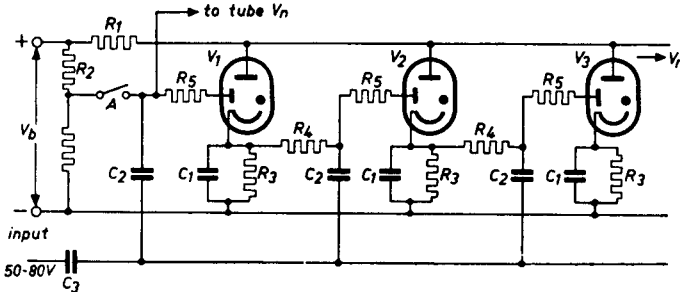 to tube Vn
+ R1 V1 V2 V3
R2 R5 R5 R5 Vn
A
Vb R4 R4
C2 C1 R3 C2 C1 R3 C2 C1 R3
−
input
50-80V C3